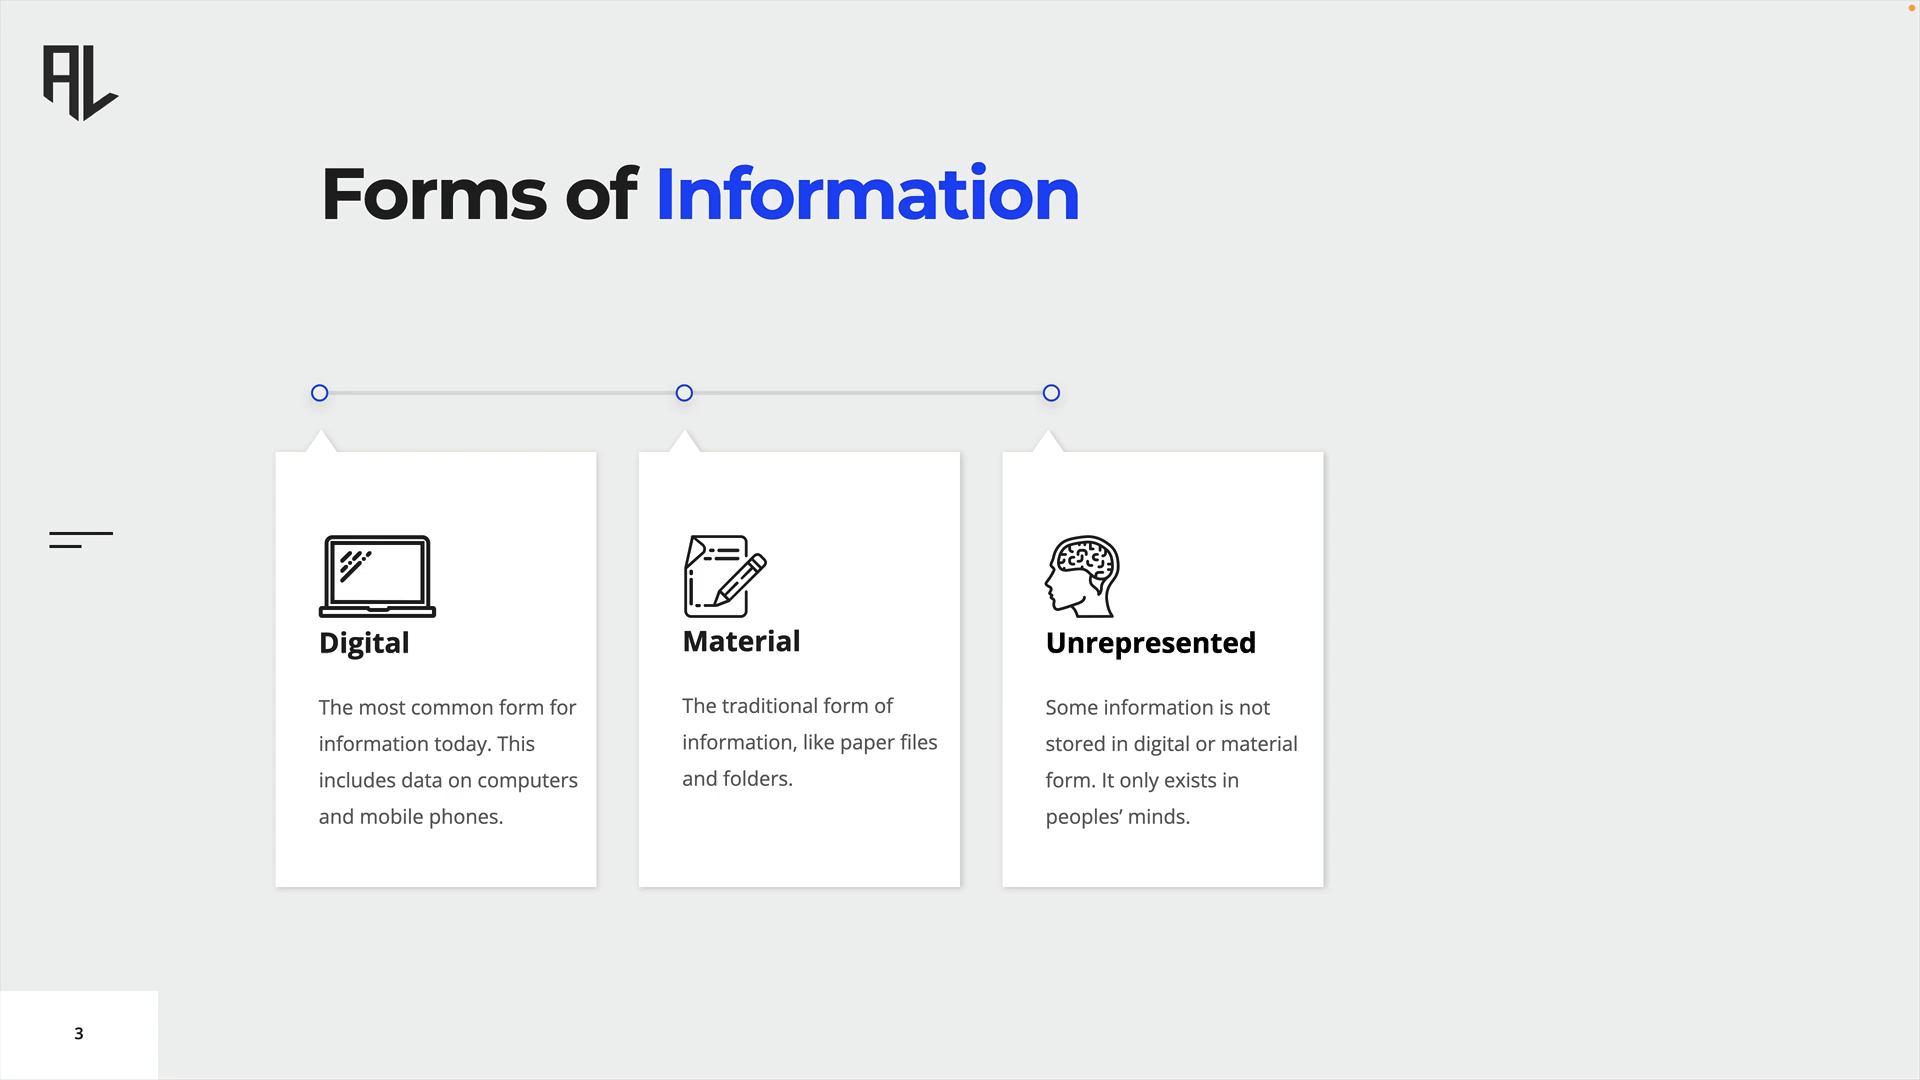 AL
Forms of Information
Digital
The most common form for
information today. This
includes data on computers
and mobile phones.
Material
The traditional form of
information, like paper files
and folders.
Unrepresented
Some information is not
stored in digital or material
form. It only exists in
peoples’ minds.
3